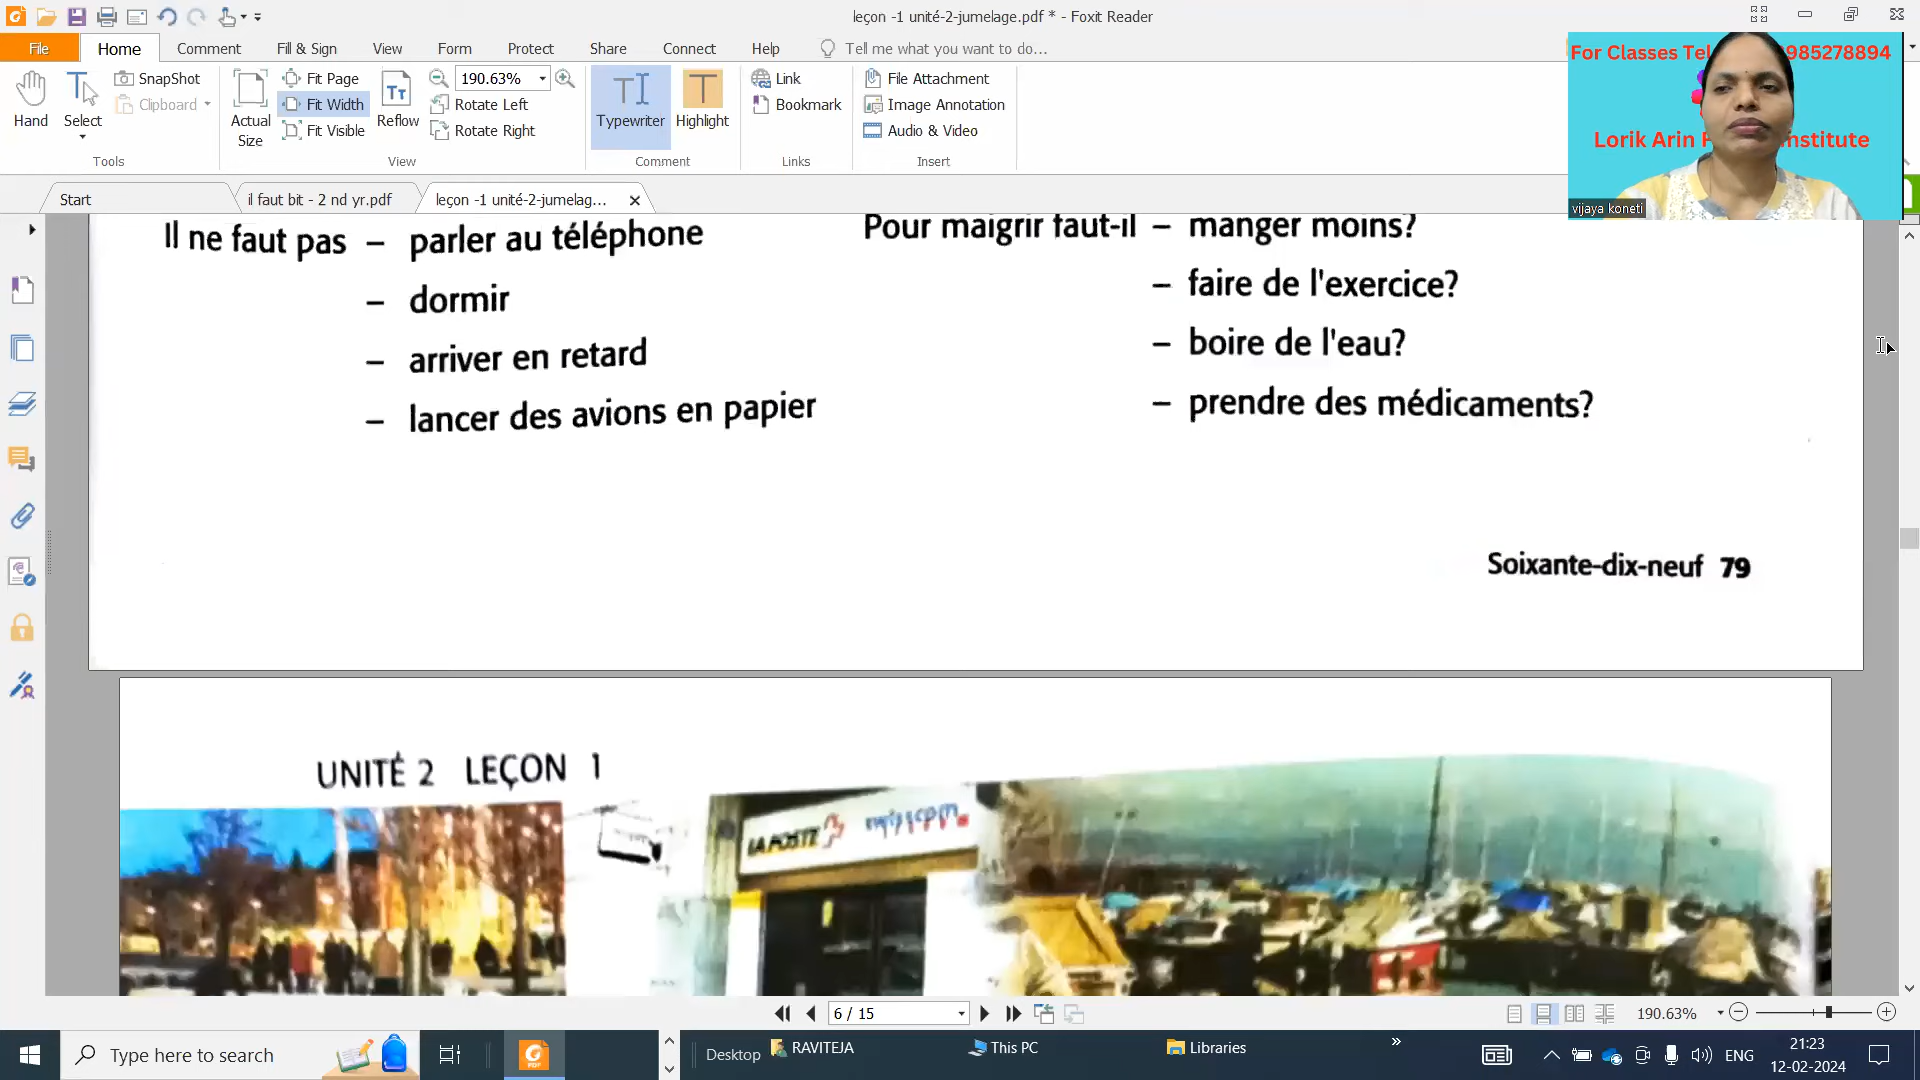 leçon -1 unité-2-jumelage.pdf * - Foxit Reader
File Home Comment Fill & Sign View Form Protect Share Connect Help Tell me what you want to do...
Hand
Select
SnapShot
Clipboard
Tools
Actual Size
Fit Page
Fit Width
Fit Visible
Reflow
190.63%
Rotate Left
Rotate Right
View
Typewriter
Highlight
Comment
Link
Bookmark
Links
File Attachment
Image Annotation
Audio & Video
Insert
For Classes Tel 985278894
Lorik Arin nstitute
vijaya koneti
Start
il faut bit - 2 nd yr.pdf
leçon -1 unité-2-jumelag...
Il ne faut pas – parler au téléphone
– dormir
– arriver en retard
– lancer des avions en papier
Pour maigrir faut-il – manger moins?
– faire de l'exercice?
– boire de l'eau?
– prendre des médicaments?
Soixante-dix-neuf 79
UNITÉ 2 LEÇON 1
LA POSTE swisscom
6 / 15
190.63%
Type here to search
Desktop
RAVITEJA
This PC
Libraries
»
ENG
21:23
12-02-2024